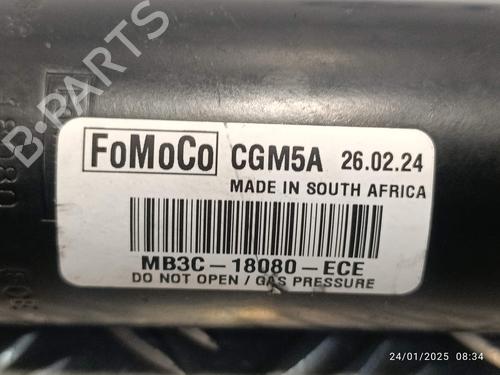 B-PARTS
FoMoCo CGM5A 26.02.24
MADE IN SOUTH AFRICA
MB3C-18080-ECE
DO NOT OPEN / GAS PRESSURE
24/01/2025 08:34